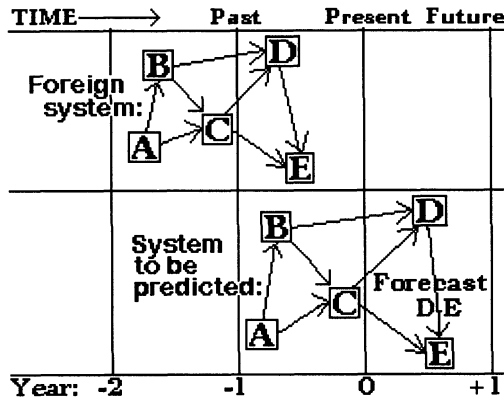 TIME Past Present Future
B D
Foreign
system:
C
A
E
B D
System
to be
predicted:
Forecast
C
D-E
A
E
Year: -2 -1 0 +1